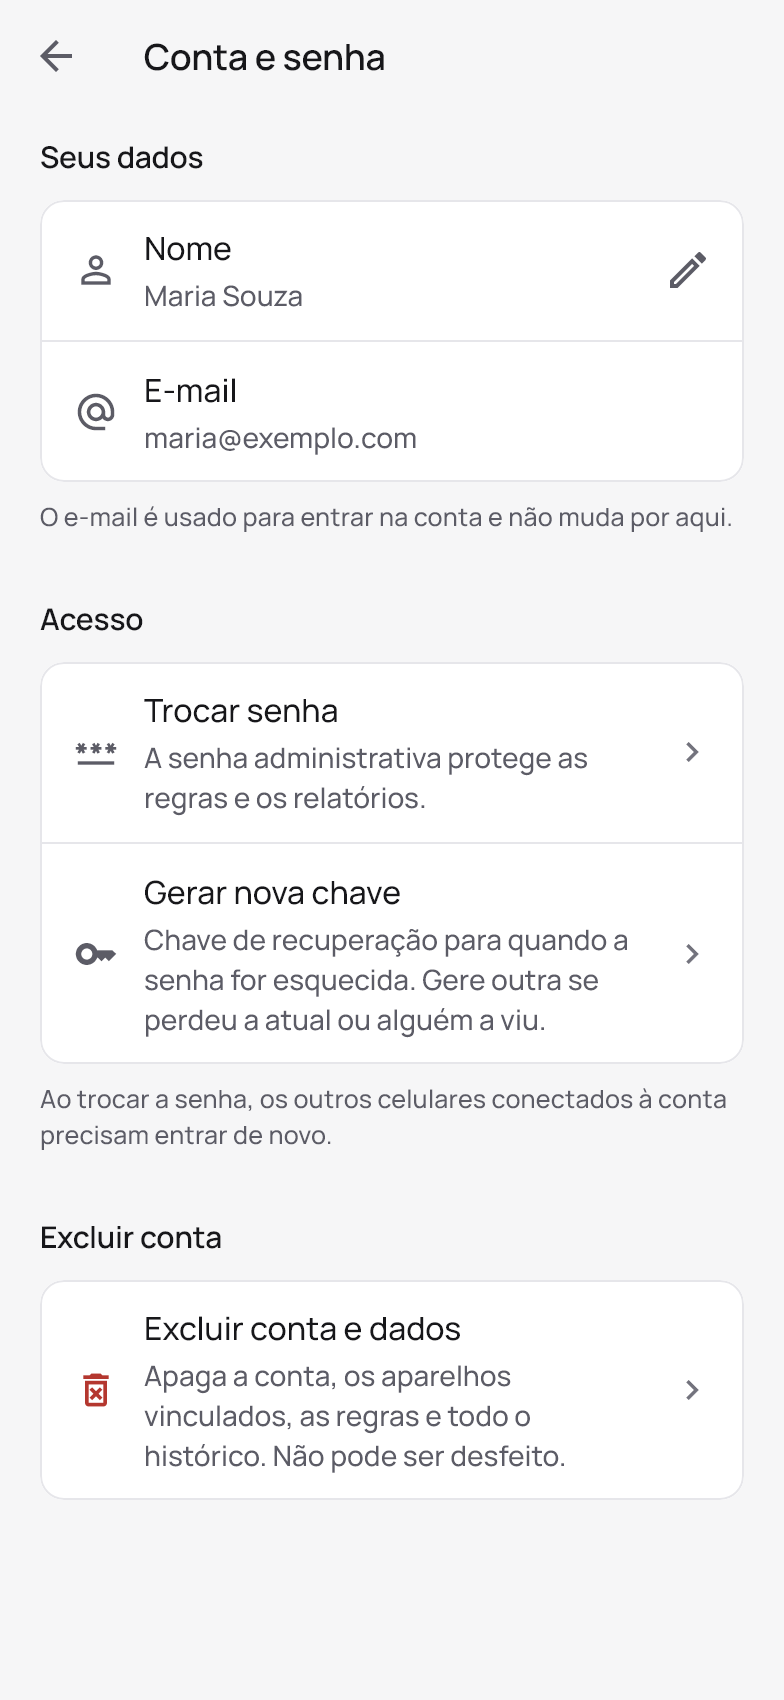 Conta e senha
Seus dados
Nome
Maria Souza
E-mail
maria@exemplo.com
O e-mail é usado para entrar na conta e não muda por aqui.
Acesso
Trocar senha
A senha administrativa protege as
regras e os relatórios.
Gerar nova chave
Chave de recuperação para quando a
senha for esquecida. Gere outra se
perdeu a atual ou alguém a viu.
Ao trocar a senha, os outros celulares conectados à conta
precisam entrar de novo.
Excluir conta
Excluir conta e dados
Apaga a conta, os aparelhos
vinculados, as regras e todo o
histórico. Não pode ser desfeito.